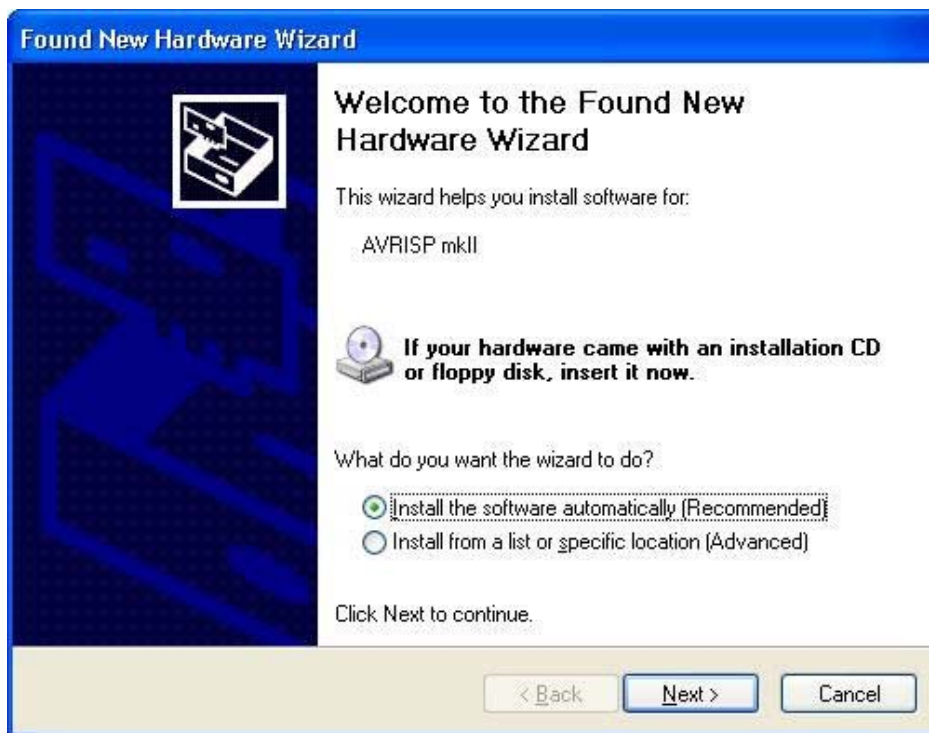 Found New Hardware Wizard
Welcome to the Found New
Hardware Wizard
This wizard helps you install software for:
AVRISP mkII
If your hardware came with an installation CD
or floppy disk, insert it now.
What do you want the wizard to do?
Install the software automatically (Recommended)
Install from a list or specific location (Advanced)
Click Next to continue.
< Back
Next >
Cancel